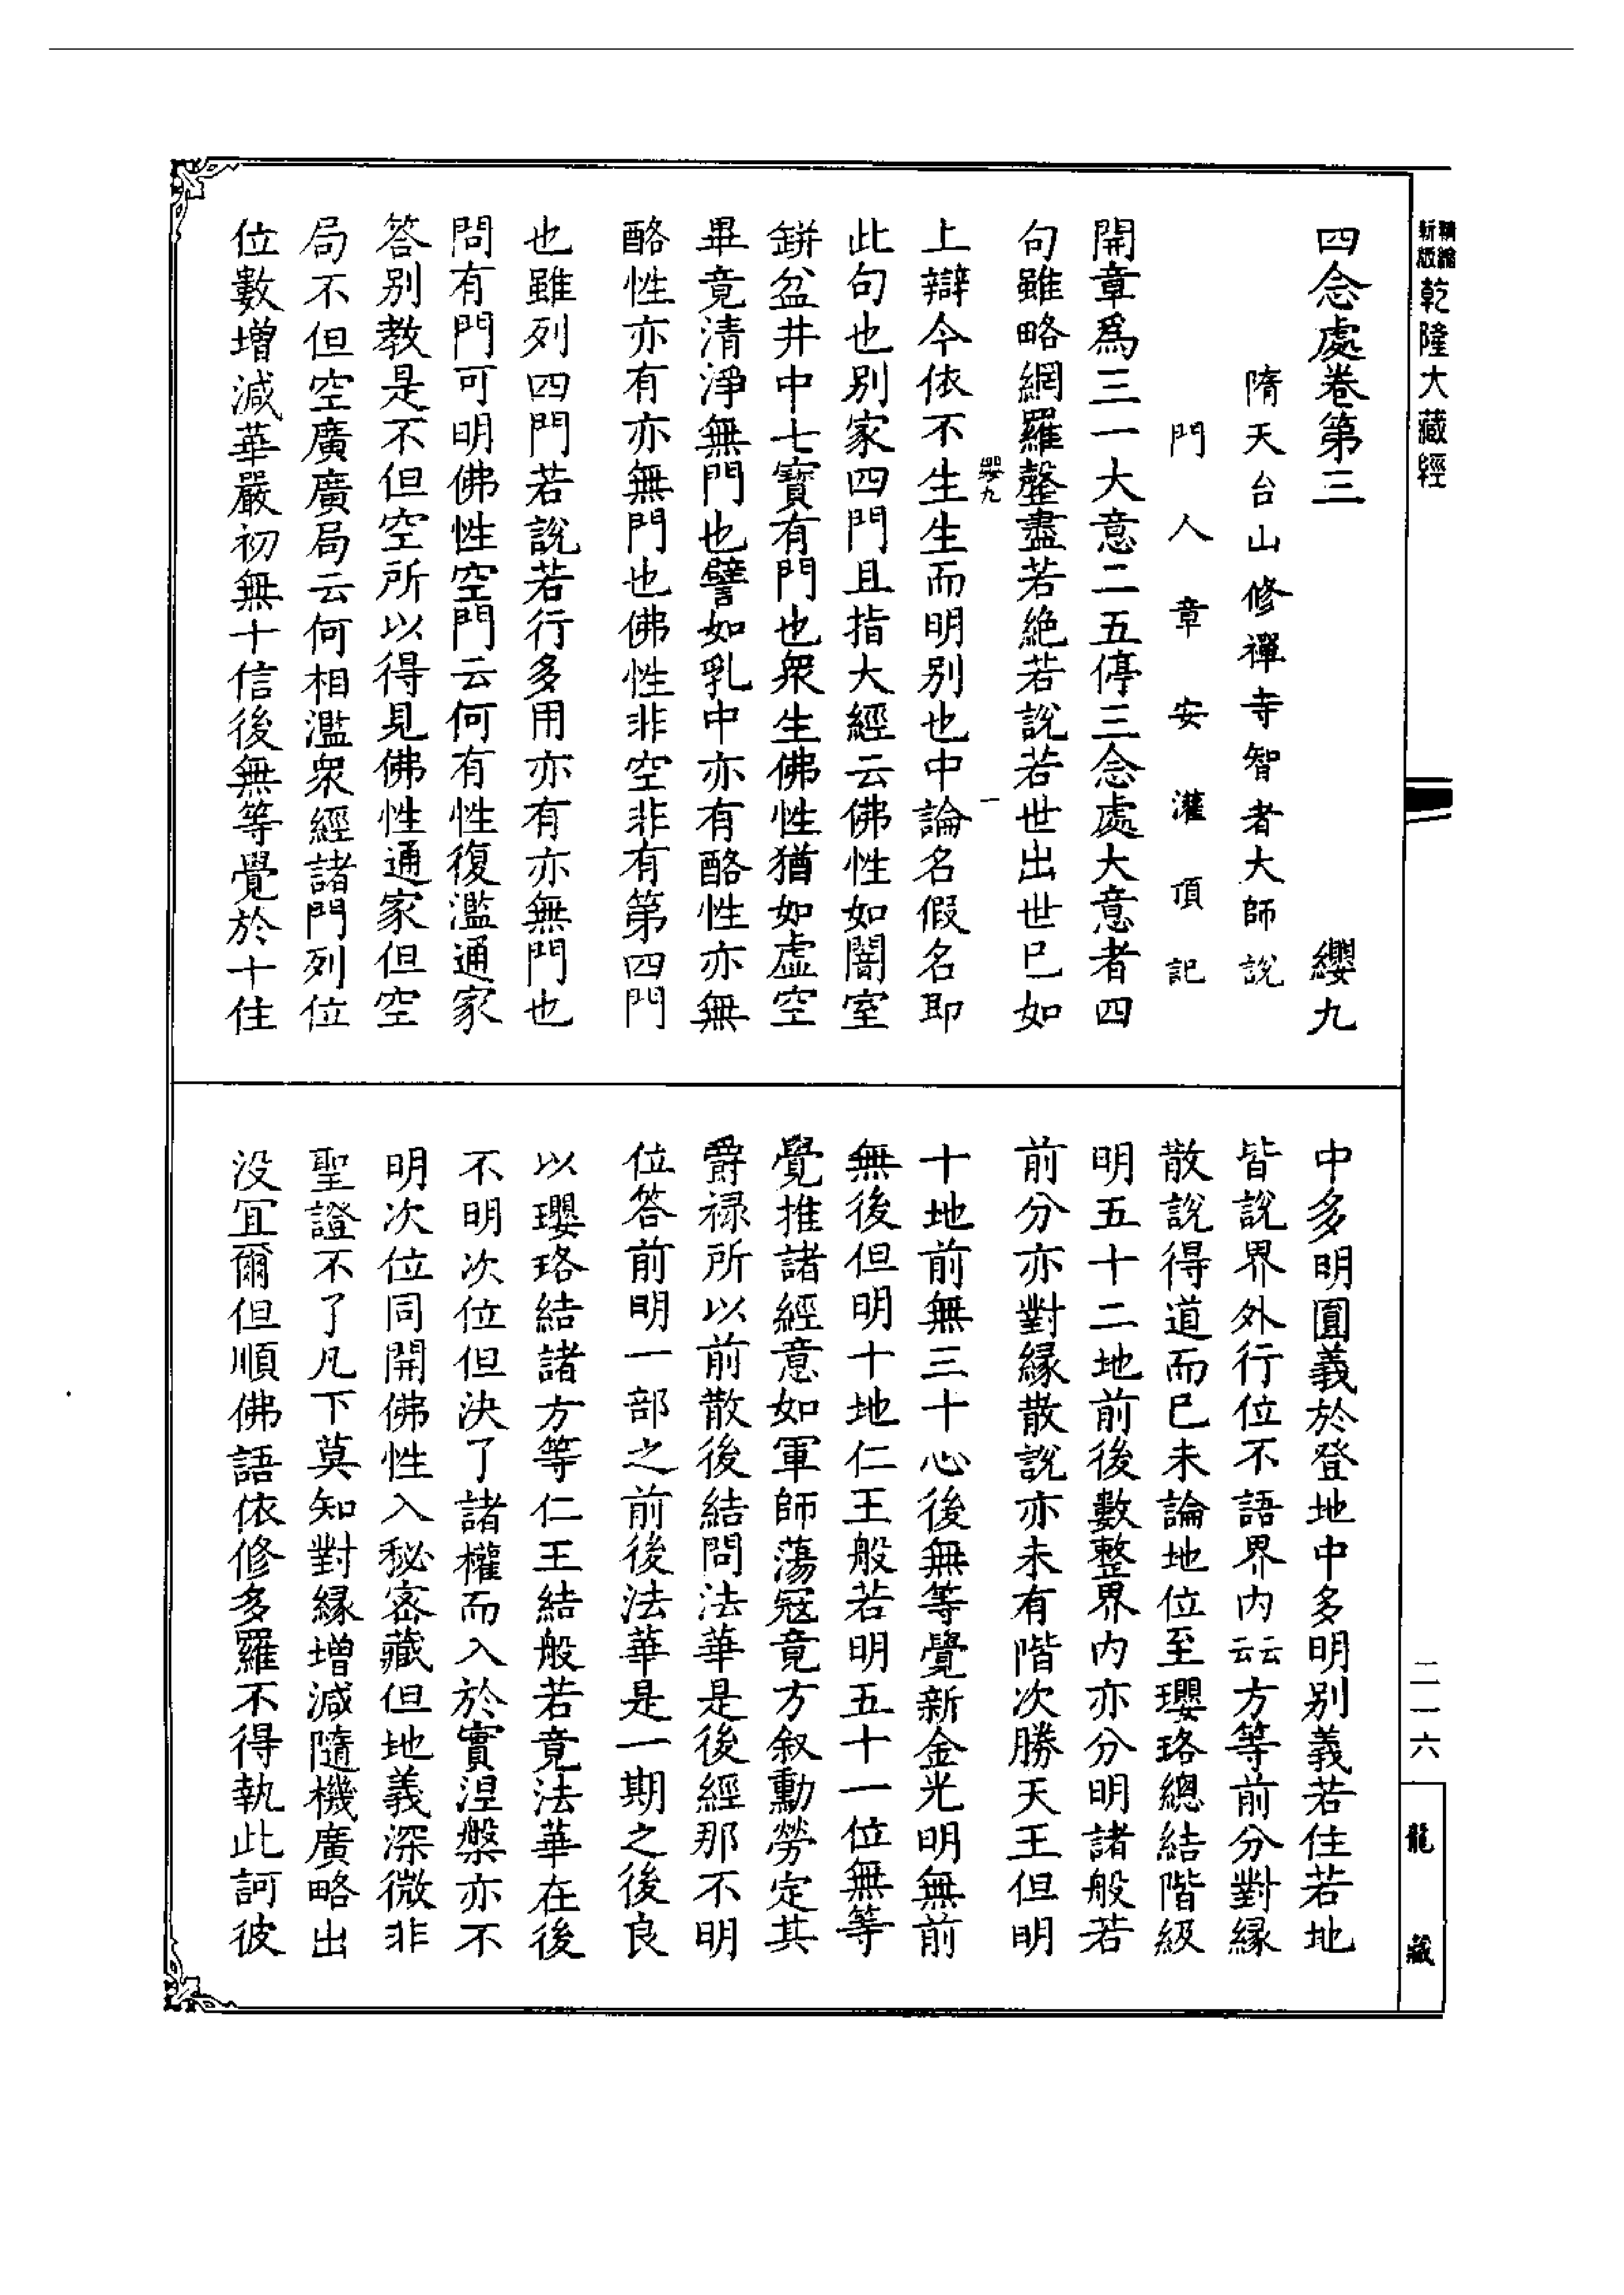 精縮
新版
乾隆大藏經
四念處卷第三　纓九
隋天台山修禪寺智者大師說
門人章安灌頂記
開章爲三一大意二五停三念處大意者四
句雖略網羅罄盡若絶若說若世出世已如
纓九　一
上辯今依不生生而明別也中論名假名即
此句也別家四門且指大經云佛性如闇室
缾盆井中七寶有門也衆生佛性猶如虛空
畢竟清淨無門也譬如乳中亦有酪性亦無
酪性亦有亦無門也佛性非空非有第四門
也雖列四門若說若行多用亦有亦無門也
問有門可明佛性空門云何有性復濫通家
答別教是不但空所以得見佛性通家但空
局不但空廣廣局云何相濫衆經諸門列位
位數增減華嚴初無十信後無等覺於十住
中多明圓義於登地中多明別義若住若地
皆說界外行位不語界內云云方等前分對緣
散說得道而已未論地位至瓔珞總結階級
明五十二地前後數整界內亦分明諸般若
前分亦對緣散說亦未有階次勝天王但明
十地前無三十心後無等覺新金光明無前
無後但明十地仁王般若明五十一位無等
覺推諸經意如軍師蕩寇竟方叙勳勞定其
爵祿所以前散後結問法華是後經那不明
位答前明一部之前後法華是一期之後良
以瓔珞結諸方等仁王結般若竟法華在後
不明次位但決了諸權而入於實涅槃亦不
明次位同開佛性入秘密藏但地義深微非
聖證不了凡下莫知對緣增減隨機廣略出
没冝爾但順佛語依修多羅不得執此訶彼
二一六
龍藏